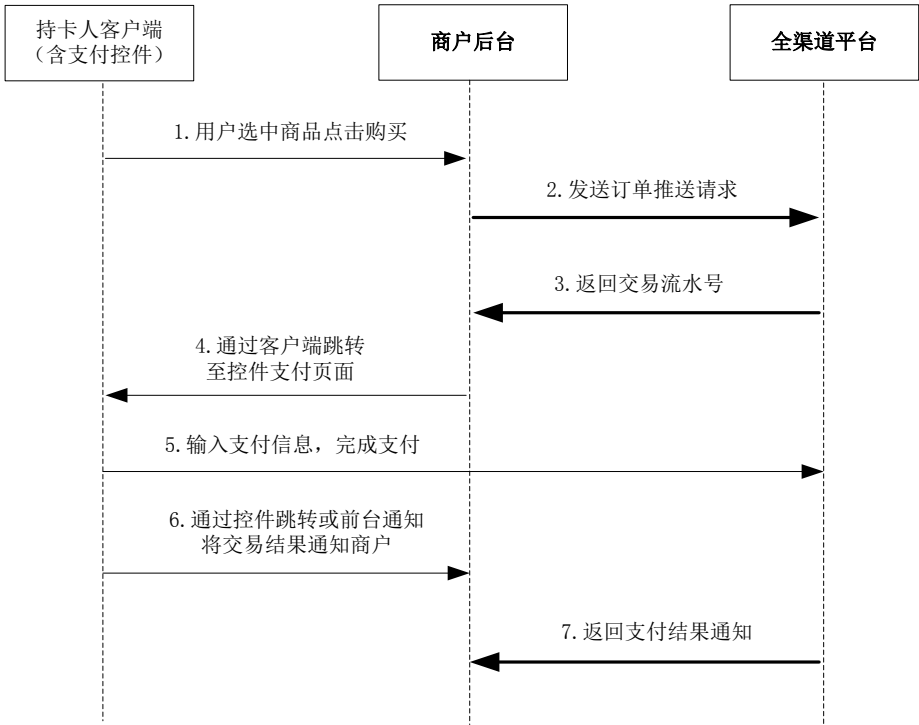 持卡人客户端
（含支付控件）
商户后台
全渠道平台
1.用户选中商品点击购买
2.发送订单推送请求
3.返回交易流水号
4.通过客户端跳转
至控件支付页面
5.输入支付信息，完成支付
6.通过控件跳转或前台通知
将交易结果通知商户
7.返回支付结果通知